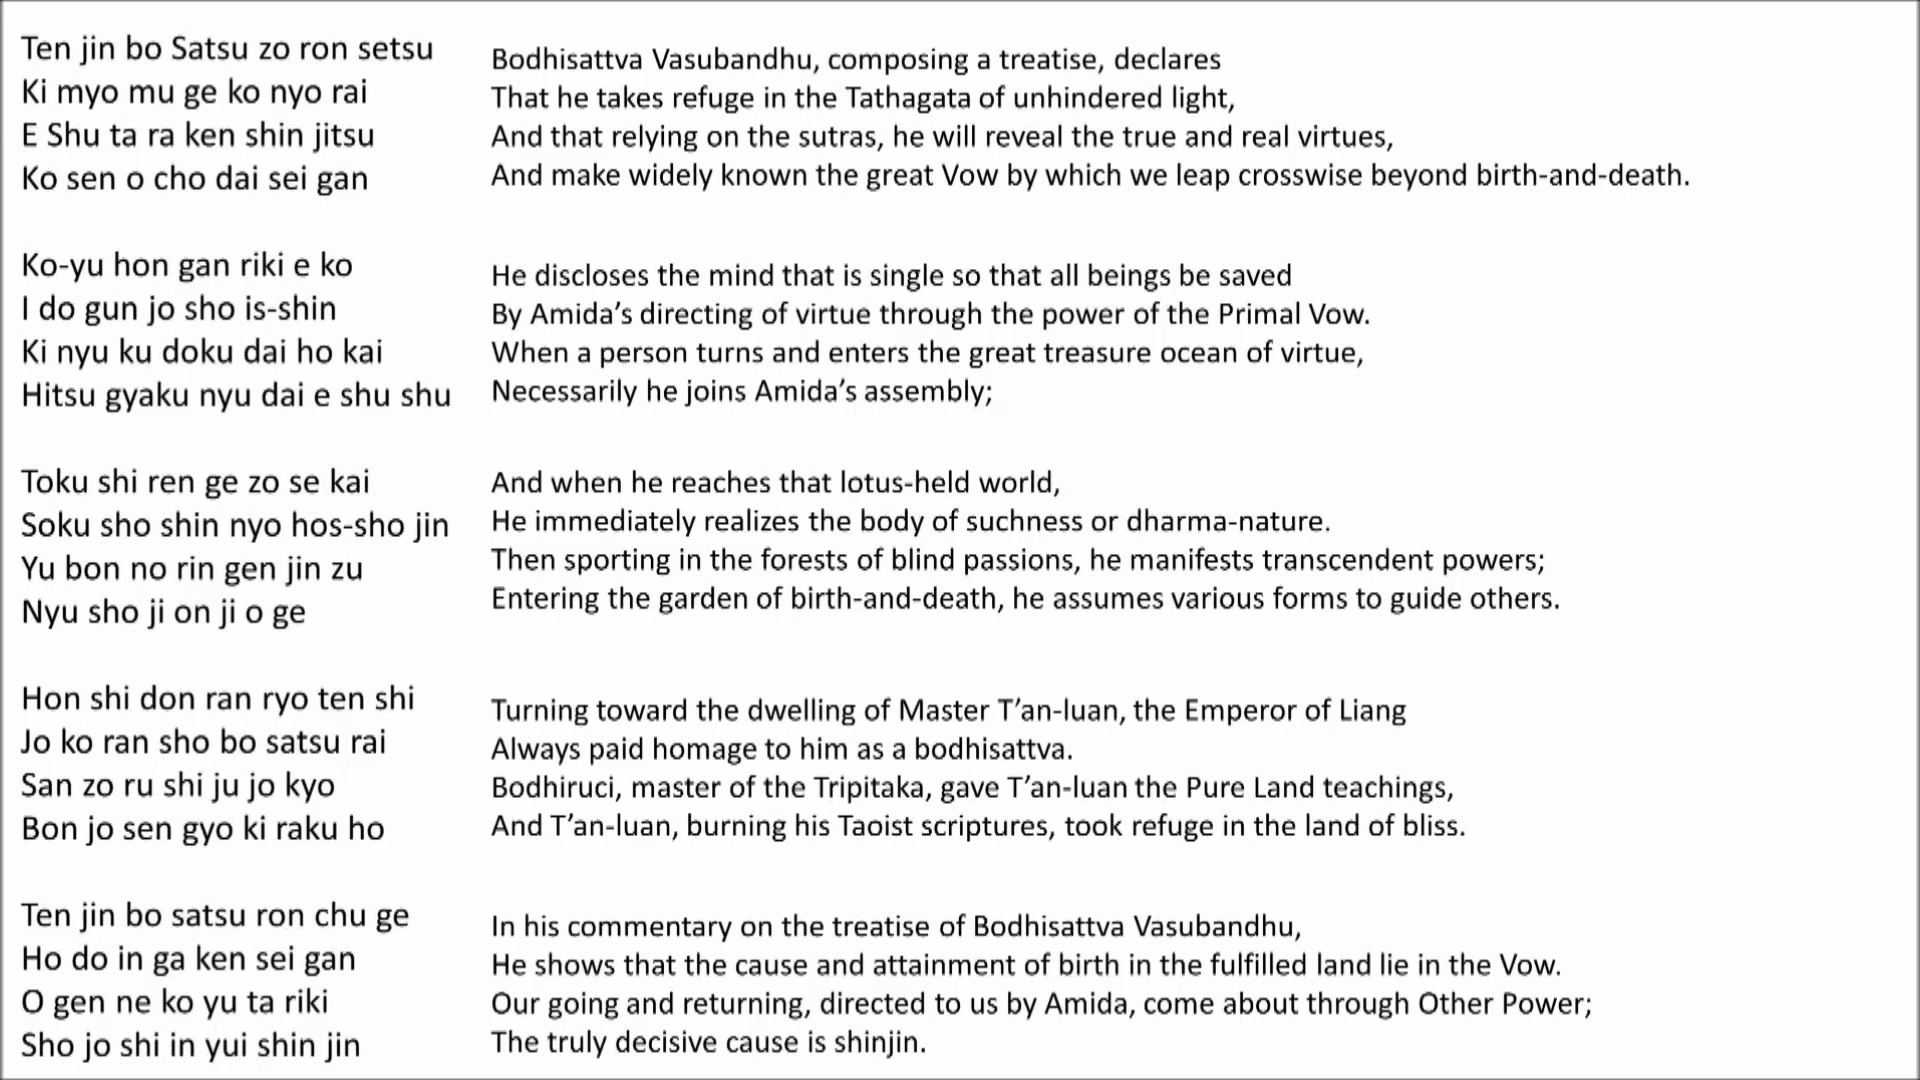 Ten jin bo Satsu zo ron setsu
Ki myo mu ge ko nyo rai
E Shu ta ra ken shin jitsu
Ko sen o cho dai sei gan
Bodhisattva Vasubandhu, composing a treatise, declares
That he takes refuge in the Tathagata of unhindered light,
And that relying on the sutras, he will reveal the true and real virtues,
And make widely known the great Vow by which we leap crosswise beyond birth-and-death.
Ko-yu hon gan riki e ko
I do gun jo sho is-shin
Ki nyu ku doku dai ho kai
Hitsu gyaku nyu dai e shu shu
He discloses the mind that is single so that all beings be saved
By Amida’s directing of virtue through the power of the Primal Vow.
When a person turns and enters the great treasure ocean of virtue,
Necessarily he joins Amida’s assembly;
Toku shi ren ge zo se kai
Soku sho shin nyo hos-sho jin
Yu bon no rin gen jin zu
Nyu sho ji on ji o ge
And when he reaches that lotus-held world,
He immediately realizes the body of suchness or dharma-nature.
Then sporting in the forests of blind passions, he manifests transcendent powers;
Entering the garden of birth-and-death, he assumes various forms to guide others.
Hon shi don ran ryo ten shi
Jo ko ran sho bo satsu rai
San zo ru shi ju jo kyo
Bon jo sen gyo ki raku ho
Turning toward the dwelling of Master T’an-luan, the Emperor of Liang
Always paid homage to him as a bodhisattva.
Bodhiruci, master of the Tripitaka, gave T’an-luan the Pure Land teachings,
And T’an-luan, burning his Taoist scriptures, took refuge in the land of bliss.
Ten jin bo satsu ron chu ge
Ho do in ga ken sei gan
O gen ne ko yu ta riki
Sho jo shi in yui shin jin
In his commentary on the treatise of Bodhisattva Vasubandhu,
He shows that the cause and attainment of birth in the fulfilled land lie in the Vow.
Our going and returning, directed to us by Amida, come about through Other Power;
The truly decisive cause is shinjin.